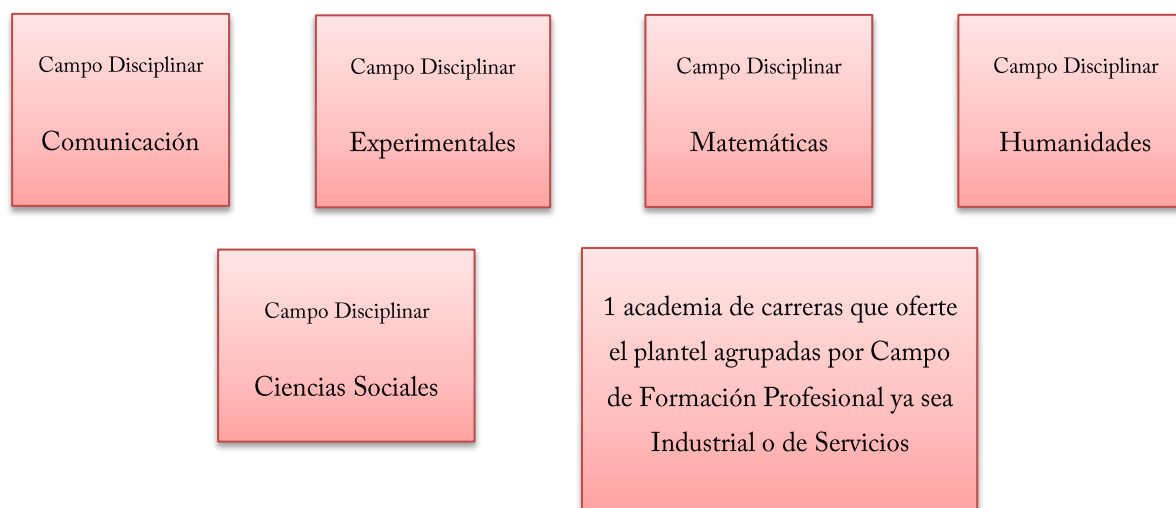 Campo Disciplinar
Comunicación
Campo Disciplinar
Experimentales
Campo Disciplinar
Matemáticas
Campo Disciplinar
Humanidades
Campo Disciplinar
Ciencias Sociales
1 academia de carreras que oferte
el plantel agrupadas por Campo
de Formación Profesional ya sea
Industrial o de Servicios